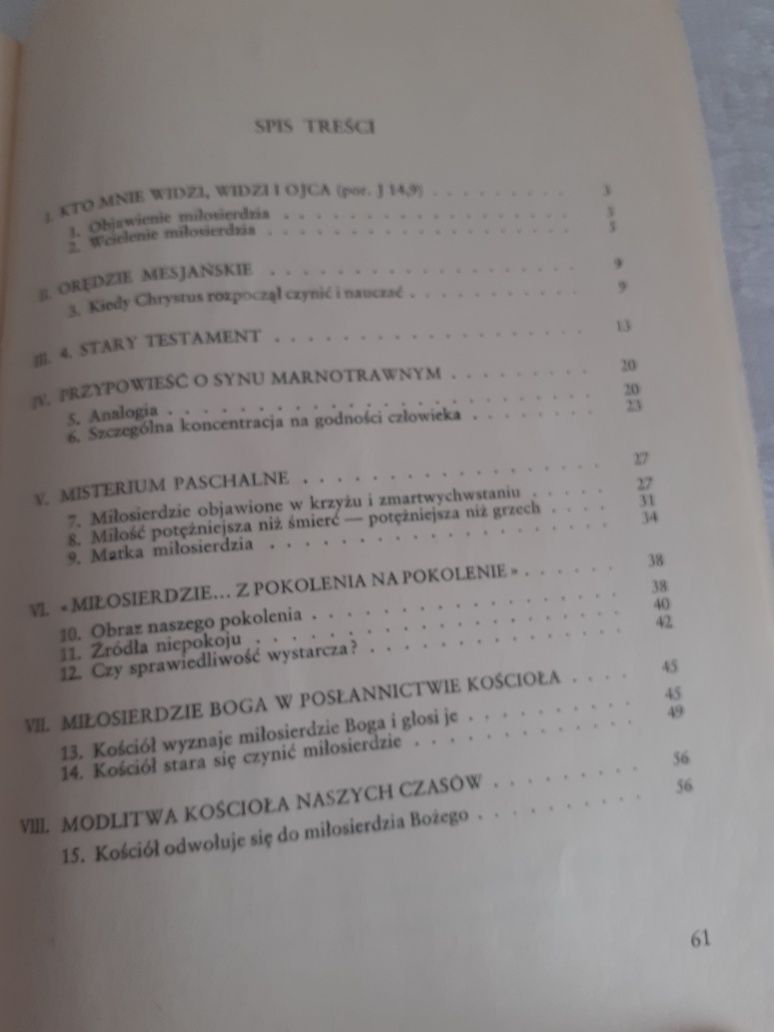 SPIS TREŚCI
I. KTO MNIE WIDZI, WIDZI I OJCA (por. J 14,9) . . . . . . . . . 3
1. Objawienie miłosierdzia . . . . . . . . . . . . . . . . 3
2. Wcielenie miłosierdzia . . . . . . . . . . . . . . . . . 5
II. ORĘDZIE MESJAŃSKIE . . . . . . . . . . . . . . . . . . 9
3. Kiedy Chrystus rozpoczął czynić i nauczać . . . . . . . . . . 9
III. 4. STARY TESTAMENT . . . . . . . . . . . . . . . . . . 13
IV. PRZYPOWIEŚĆ O SYNU MARNOTRAWNYM . . . . . . . . 20
5. Analogia . . . . . . . . . . . . . . . . . . . . . . . 20
6. Szczególna koncentracja na godności człowieka . . . . . . . 23
V. MISTERIUM PASCHALNE . . . . . . . . . . . . . . . . . 27
7. Miłosierdzie objawione w krzyżu i zmartwychwstaniu . . . . . 27
8. Miłość potężniejsza niż śmierć — potężniejsza niż grzech . . . . 31
9. Matka miłosierdzia . . . . . . . . . . . . . . . . . . . 34
VI. «MIŁOSIERDZIE... Z POKOLENIA NA POKOLENIE» . . . . . . 38
10. Obraz naszego pokolenia . . . . . . . . . . . . . . . . 38
11. Źródła niepokoju . . . . . . . . . . . . . . . . . . . 40
12. Czy sprawiedliwość wystarcza? . . . . . . . . . . . . . . 42
VII. MIŁOSIERDZIE BOGA W POSŁANNICTWIE KOŚCIOŁA . . . . 45
13. Kościół wyznaje miłosierdzie Boga i głosi je . . . . . . . . . 45
14. Kościół stara się czynić miłosierdzie . . . . . . . . . . . . 49
VIII. MODLITWA KOŚCIOŁA NASZYCH CZASÓW . . . . . . . . 56
15. Kościół odwołuje się do miłosierdzia Bożego . . . . . . . . . 56
61